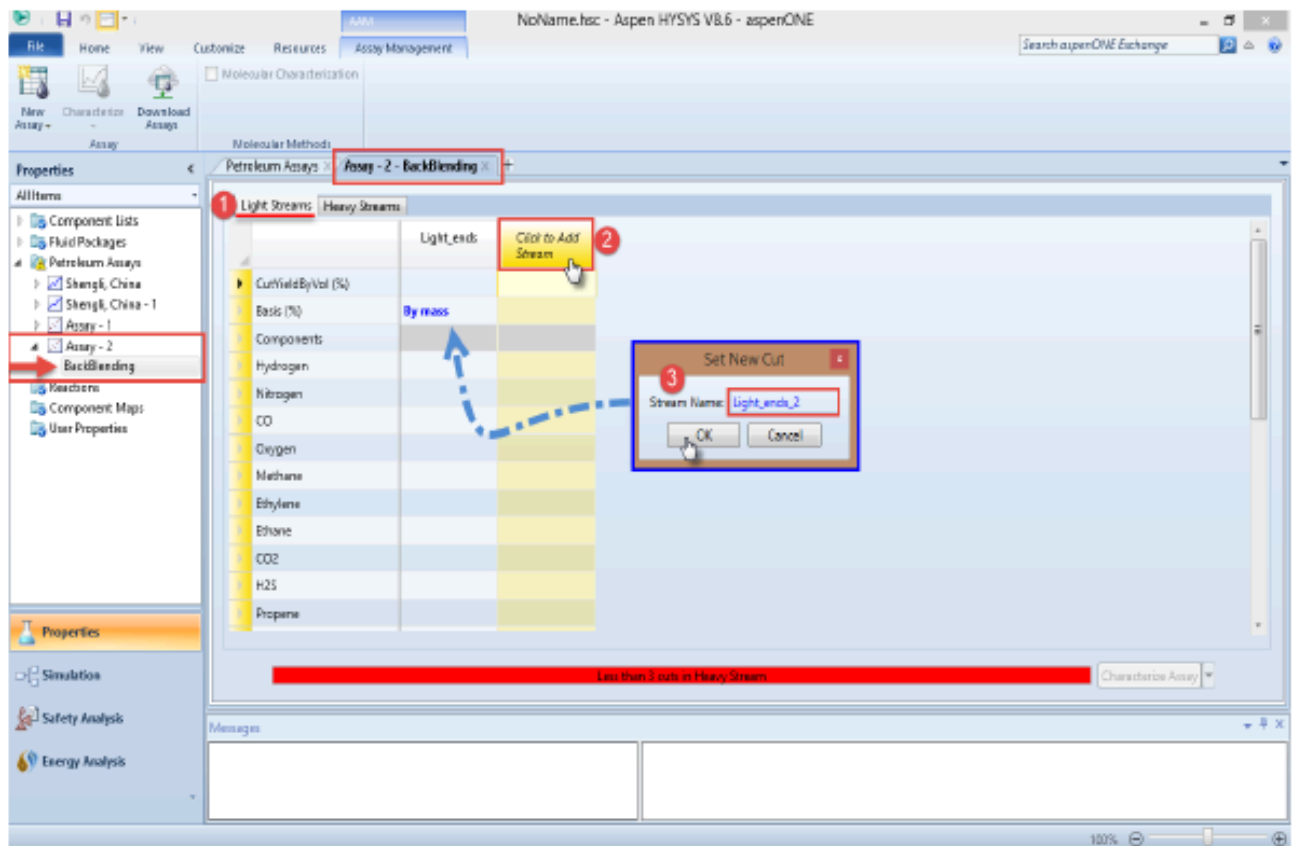 AAM
NoName.hsc - Aspen HYSYS V8.6 - aspenONE
File Home View Customize Resources Assay Management
Search aspenONE Exchange
Molecular Characterization
New Assay
Characterize
Download Assays
Assay
Molecular Methods
Properties
Petroleum Assays
Assay - 2 - BackBlending
+
All Items
Component Lists
Fluid Packages
Petroleum Assays
Shengli, China
Shengli, China - 1
Assay - 1
Assay - 2
BackBlending
Reactions
Component Maps
User Properties
1
Light Streams Heavy Streams
Light_ends
Click to Add
Stream
2
CutYieldByVol (%)
Basis (%) By mass
Components
Hydrogen
Nitrogen
CO
Oxygen
Methane
Ethylene
Ethane
CO2
H2S
Propene
Set New Cut
3
Stream Name: Light_ends_2
OK Cancel
Less than 3 cuts in Heavy Stream
Characterize Assay
Properties
Simulation
Safety Analysis
Energy Analysis
Messages
100%